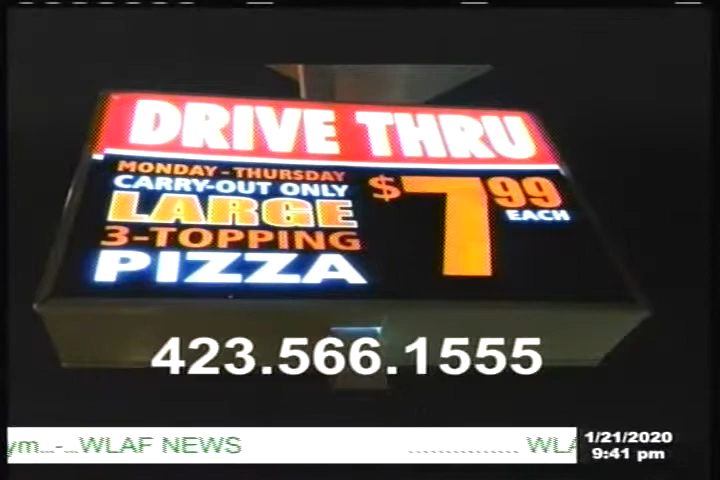 DRIVE THRU
MONDAY - THURSDAY
CARRY-OUT ONLY
LARGE
3-TOPPING
PIZZA
$7.99
EACH
423.566.1555
ym...-...WLAF NEWS ............... WLA
1/21/2020
9:41 pm